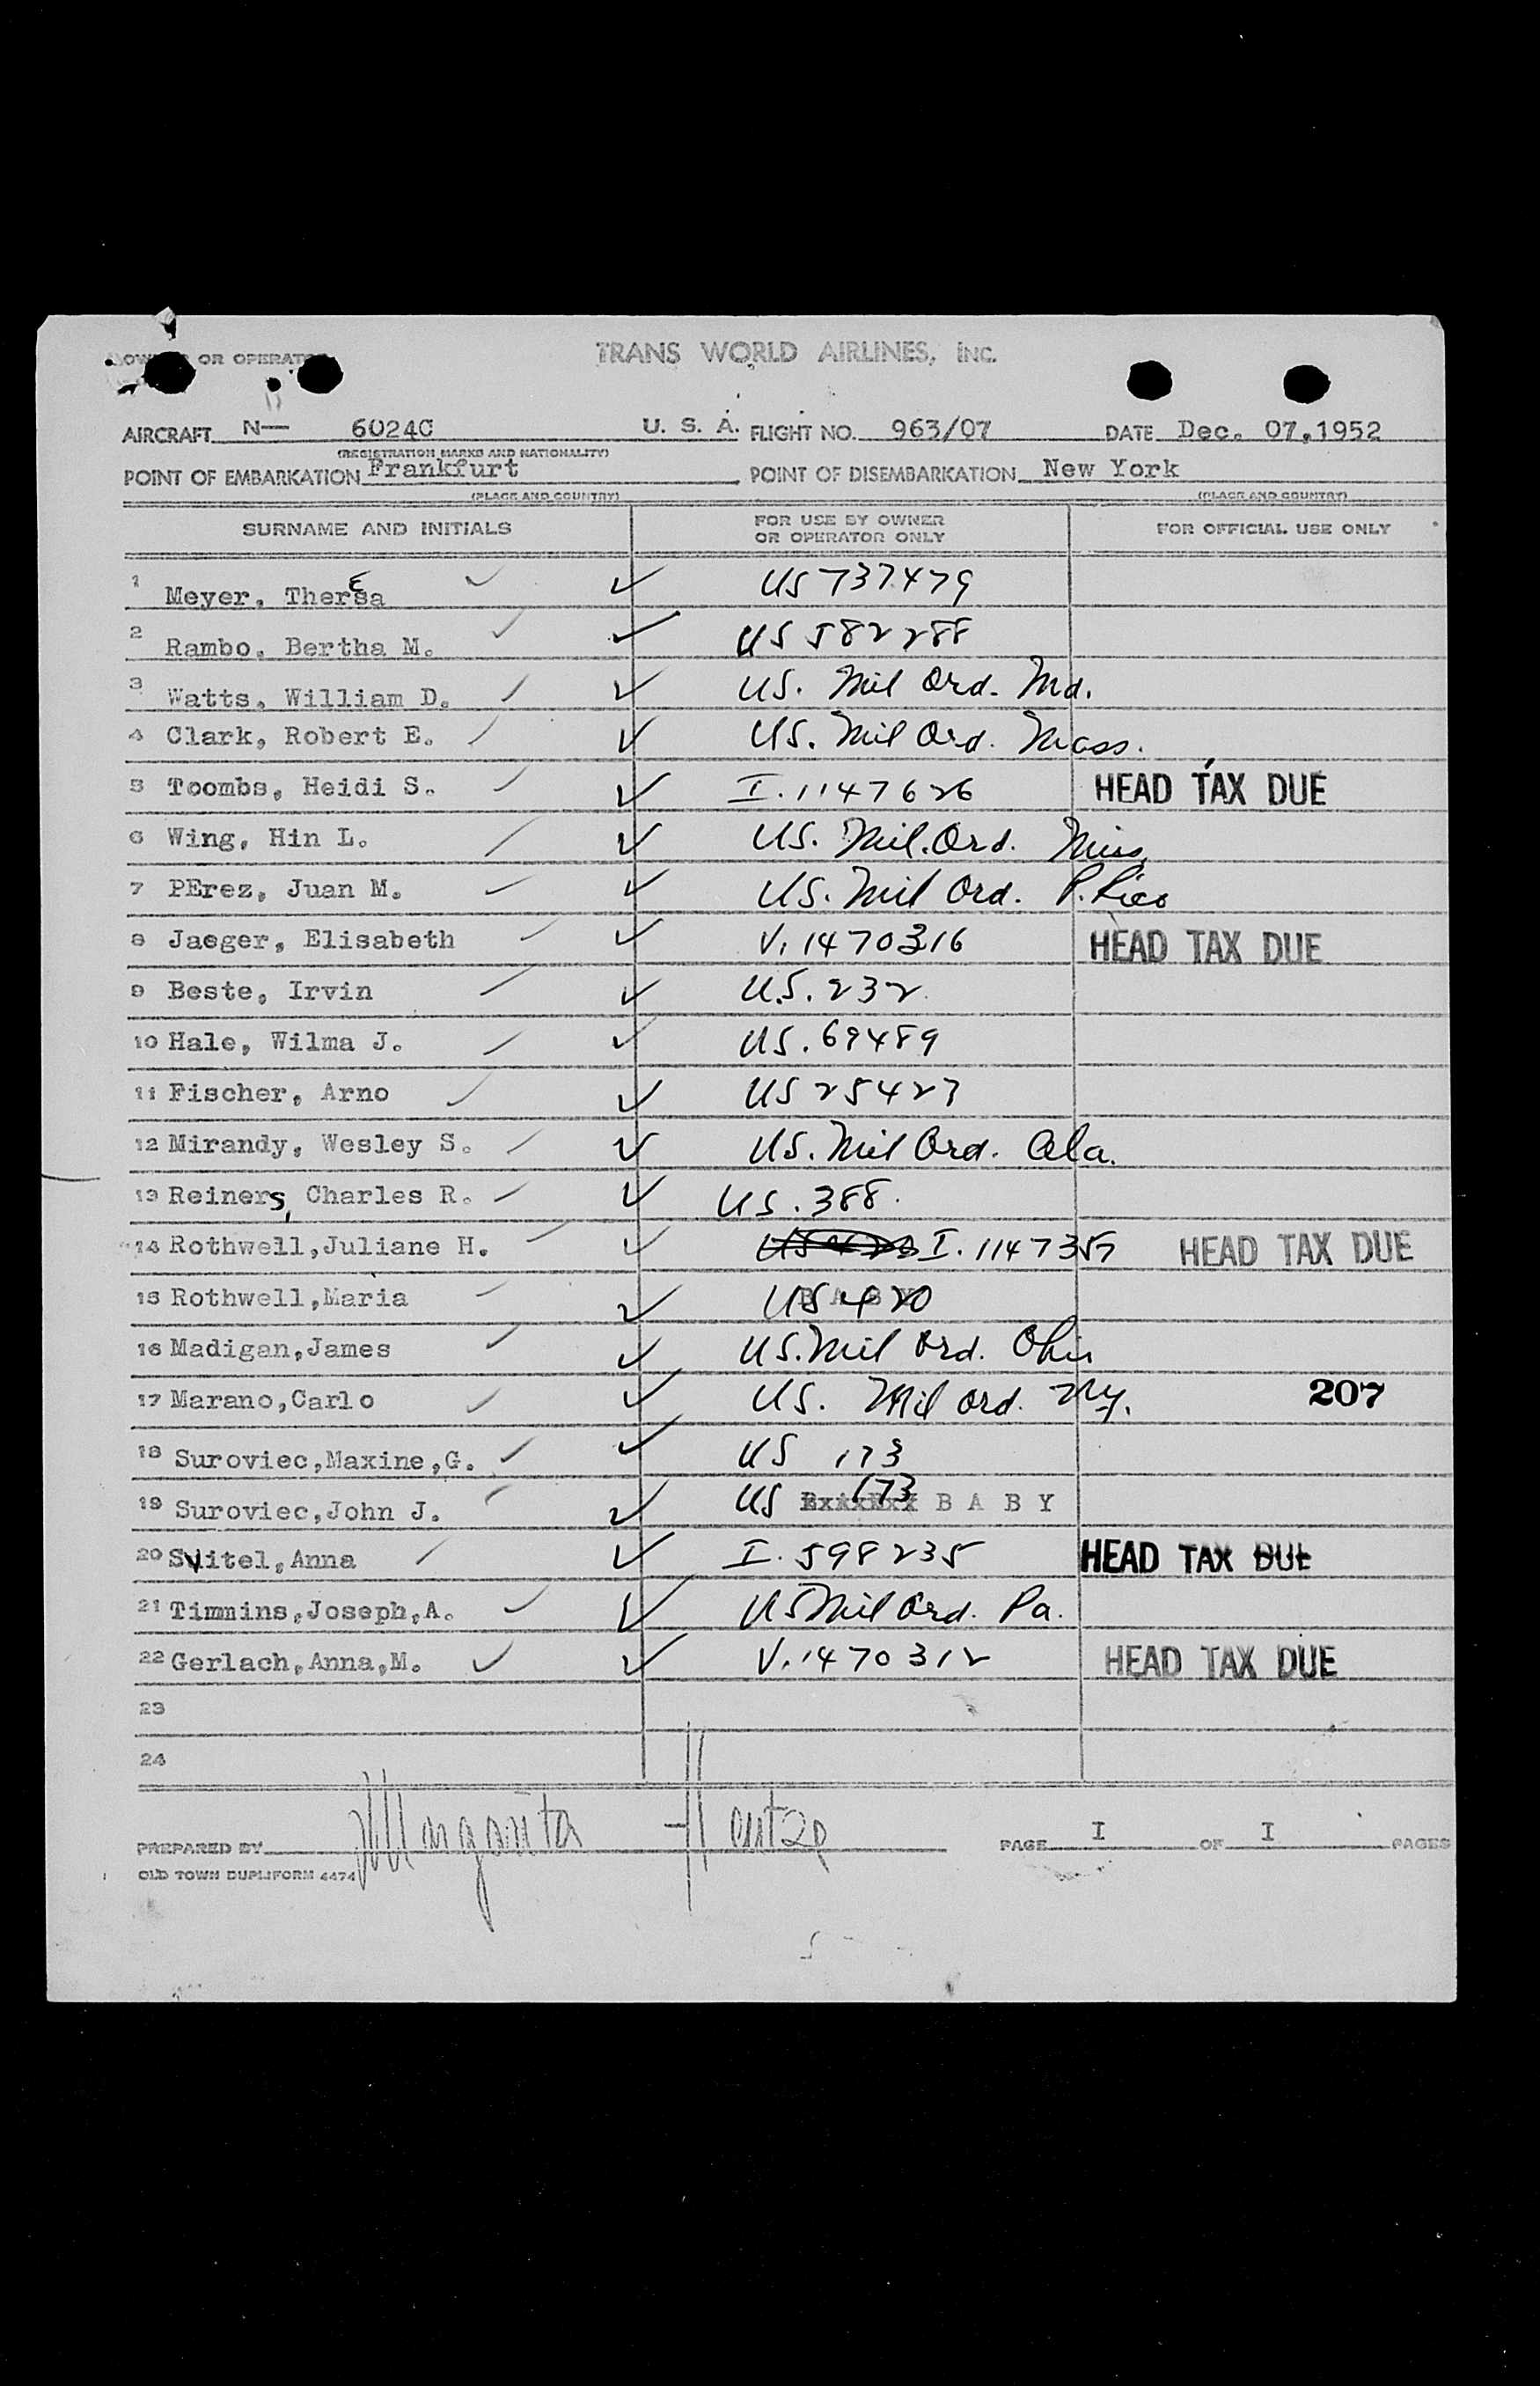 OWNER OR OPERATOR TRANS WORLD AIRLINES, INC.
AIRCRAFT N— 6024C U. S. A. FLIGHT NO. 963/07 DATE Dec. 07,1952
(REGISTRATION MARKS AND NATIONALITY)
POINT OF EMBARKATION Frankfurt POINT OF DISEMBARKATION New York
(PLACE AND COUNTRY) (PLACE AND COUNTRY)
SURNAME AND INITIALS FOR USE BY OWNER OR OPERATOR ONLY FOR OFFICIAL USE ONLY
1 Meyer, Theresa ✓ ✓ US 737479
2 Rambo, Bertha M. ✓ ✓ US 582288
3 Watts, William D. ✓ ✓ US. Mil Ord. Md.
4 Clark, Robert E. ✓ ✓ US. Mil Ord. Mass.
5 Toombs, Heidi S. ✓ ✓ I. 1147626 HEAD TAX DUE
6 Wing, Hin L. ✓ ✓ US. Mil. Ord. Miss.
7 PErez, Juan M. ✓ ✓ US. Mil Ord. P. Rico
8 Jaeger, Elisabeth ✓ ✓ V. 1470316 HEAD TAX DUE
9 Beste, Irvin ✓ ✓ U.S. 232
10 Hale, Wilma J. ✓ ✓ US. 69489
11 Fischer, Arno ✓ ✓ US 25427
12 Mirandy, Wesley S. ✓ ✓ US. Mil Ord. Ala.
13 Reiners, Charles R. ✓ ✓ US. 388.
14 Rothwell,Juliane H. ✓ ✓ I. 1147357 HEAD TAX DUE
15 Rothwell,Maria ✓ ✓ US 420 BABY
16 Madigan,James ✓ ✓ US. Mil Ord. Ohio
17 Marano,Carlo ✓ ✓ US. Mil Ord. NY. 207
18 Suroviec,Maxine,G. ✓ ✓ US 173
19 Suroviec,John J. ✓ ✓ US 173 B A B Y
20 Svitel,Anna ✓ ✓ I. 598235 HEAD TAX DUE
21 Timmins,Joseph,A. ✓ ✓ US Mil Ord. Pa.
22 Gerlach,Anna,M. ✓ ✓ V. 1470312 HEAD TAX DUE
23
24
PREPARED BY Margarita Hentze PAGE I OF I PAGES
OLD TOWN DUPLIFORM 4474